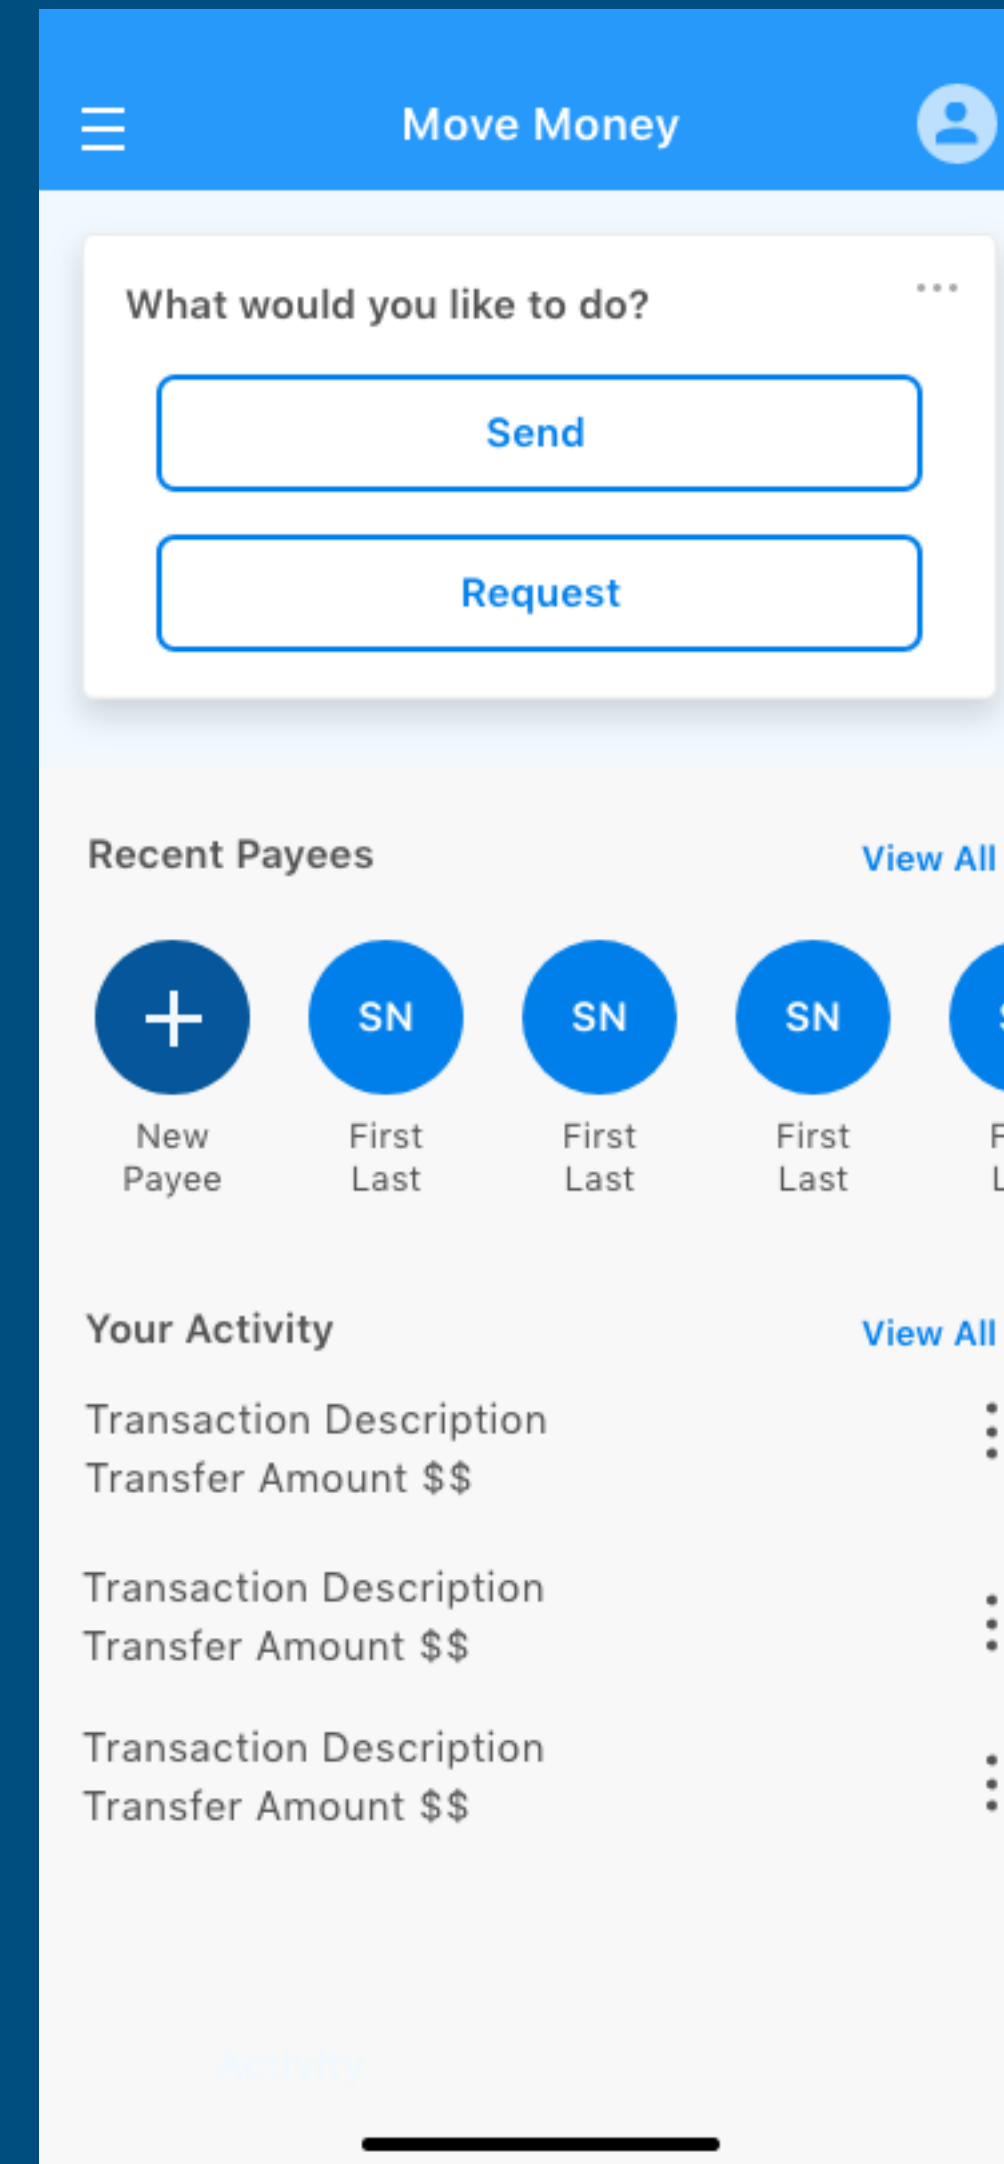 Move Money
What would you like to do?
Send
Request
Recent Payees
View All
SN
SN
SN
New
Payee
First
Last
First
Last
First
Last
F
L
Your Activity
View All
Transaction Description
Transfer Amount $$
Transaction Description
Transfer Amount $$
Transaction Description
Transfer Amount $$
Activity